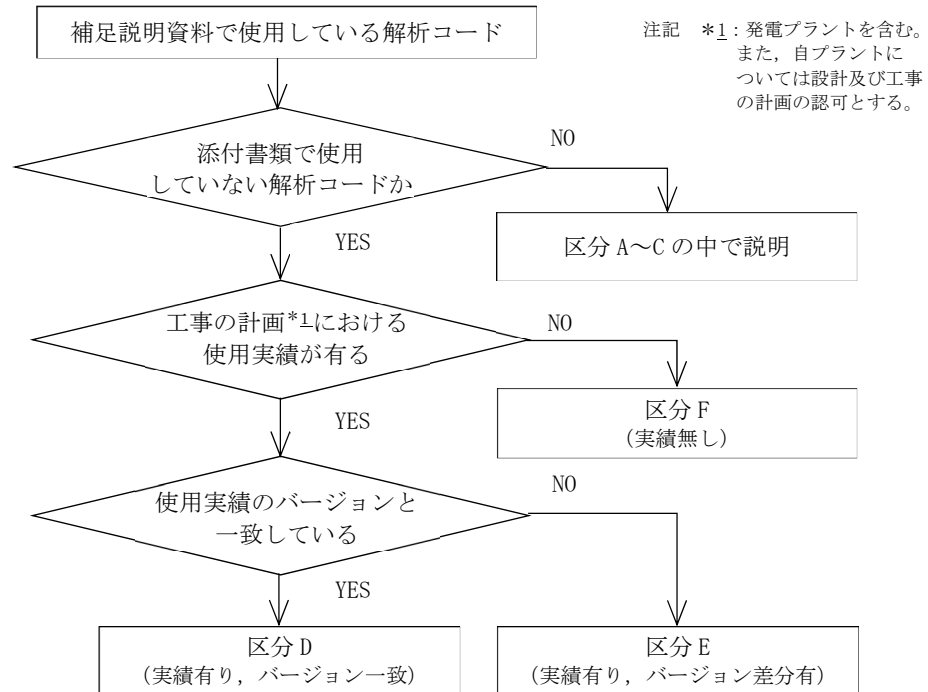 補足説明資料で使用している解析コード
注記 *1:発電プラントを含む。
また,自プラントに
ついては設計及び工事
の計画の認可とする。
添付書類で使用
していない解析コードか
NO
区分 A～C の中で説明
YES
工事の計画*1における
使用実績が有る
NO
区分 F
(実績無し)
YES
使用実績のバージョンと
一致している
NO
YES
区分 D
(実績有り,バージョン一致)
区分 E
(実績有り,バージョン差分有)